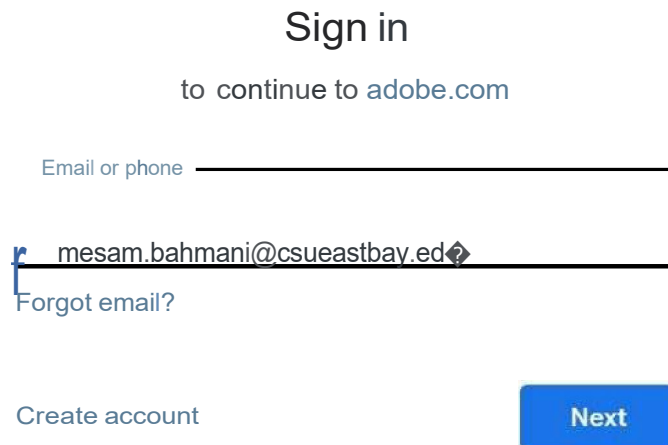 Sign in
to continue to adobe.com
Email or phone
mesam.bahmani@csueastbay.ed�
Forgot email?
Create account
Next